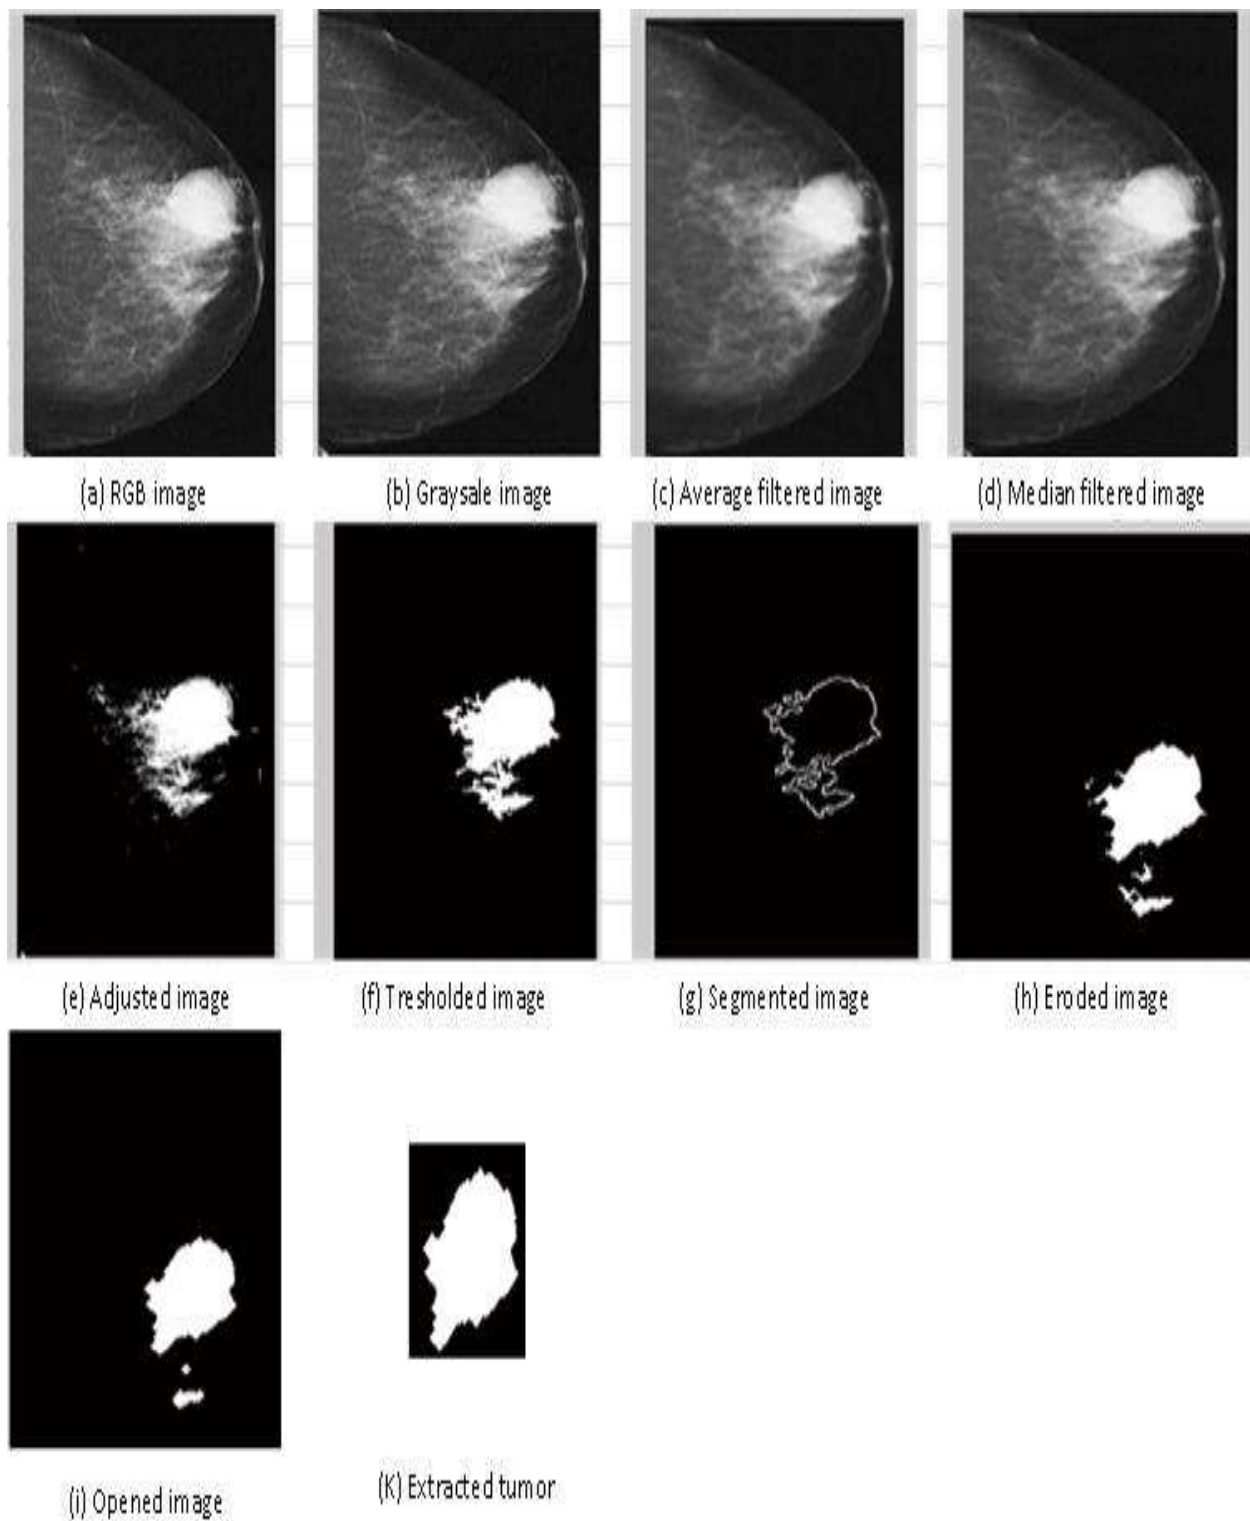 (a) RGB image
(b) Graysale image
(c) Average filtered image
(d) Median filtered image
(e) Adjusted image
(f) Tresholded image
(g) Segmented image
(h) Eroded image
(i) Opened image
(K) Extracted tumor